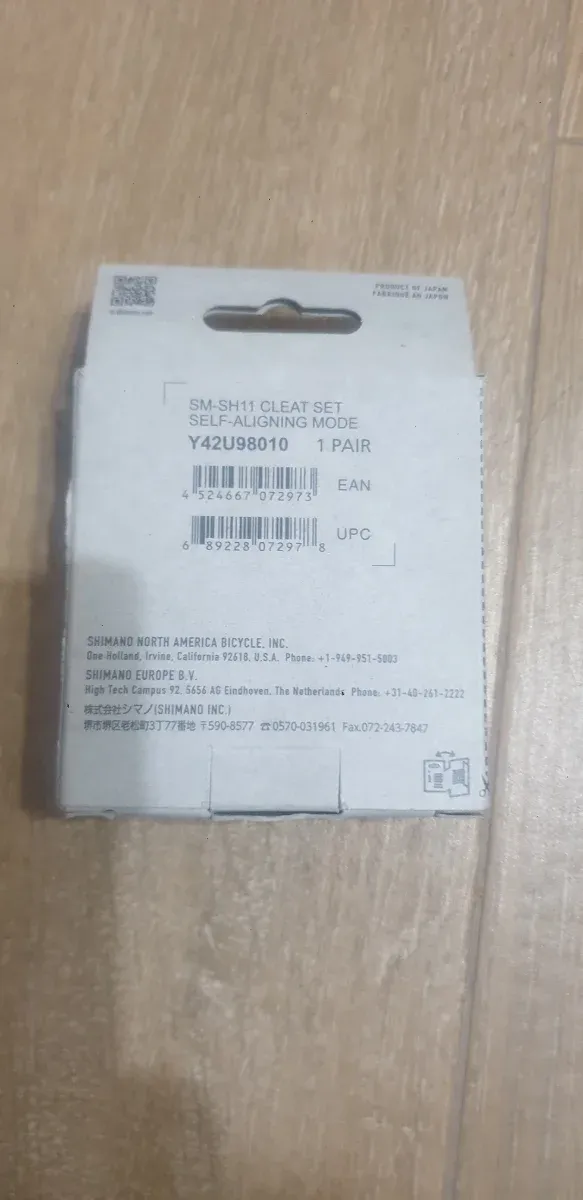 PRODUCT OF JAPAN
FABRIQUÉ AU JAPON
SM-SH11 CLEAT SET
SELF-ALIGNING MODE
Y42U98010 1 PAIR
4 524667 072973 EAN
6 89228 07297 8 UPC
SHIMANO NORTH AMERICA BICYCLE, INC.
One Holland, Irvine, California 92618, U.S.A. Phone: +1-949-951-5003
SHIMANO EUROPE B.V.
High Tech Campus 92, 5656 AG Eindhoven, The Netherlands Phone: +31-40-261-2222
株式会社シマノ(SHIMANO INC.)
堺市堺区老松町3丁77番地 〒590-8577 ☎0570-031961 Fax.072-243-7847